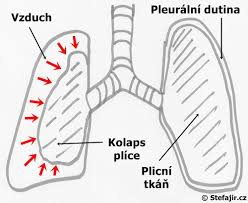 Vzduch
Pleurální dutina
Kolaps
plíce
Plicní
tkáň
© Stefajir.cz